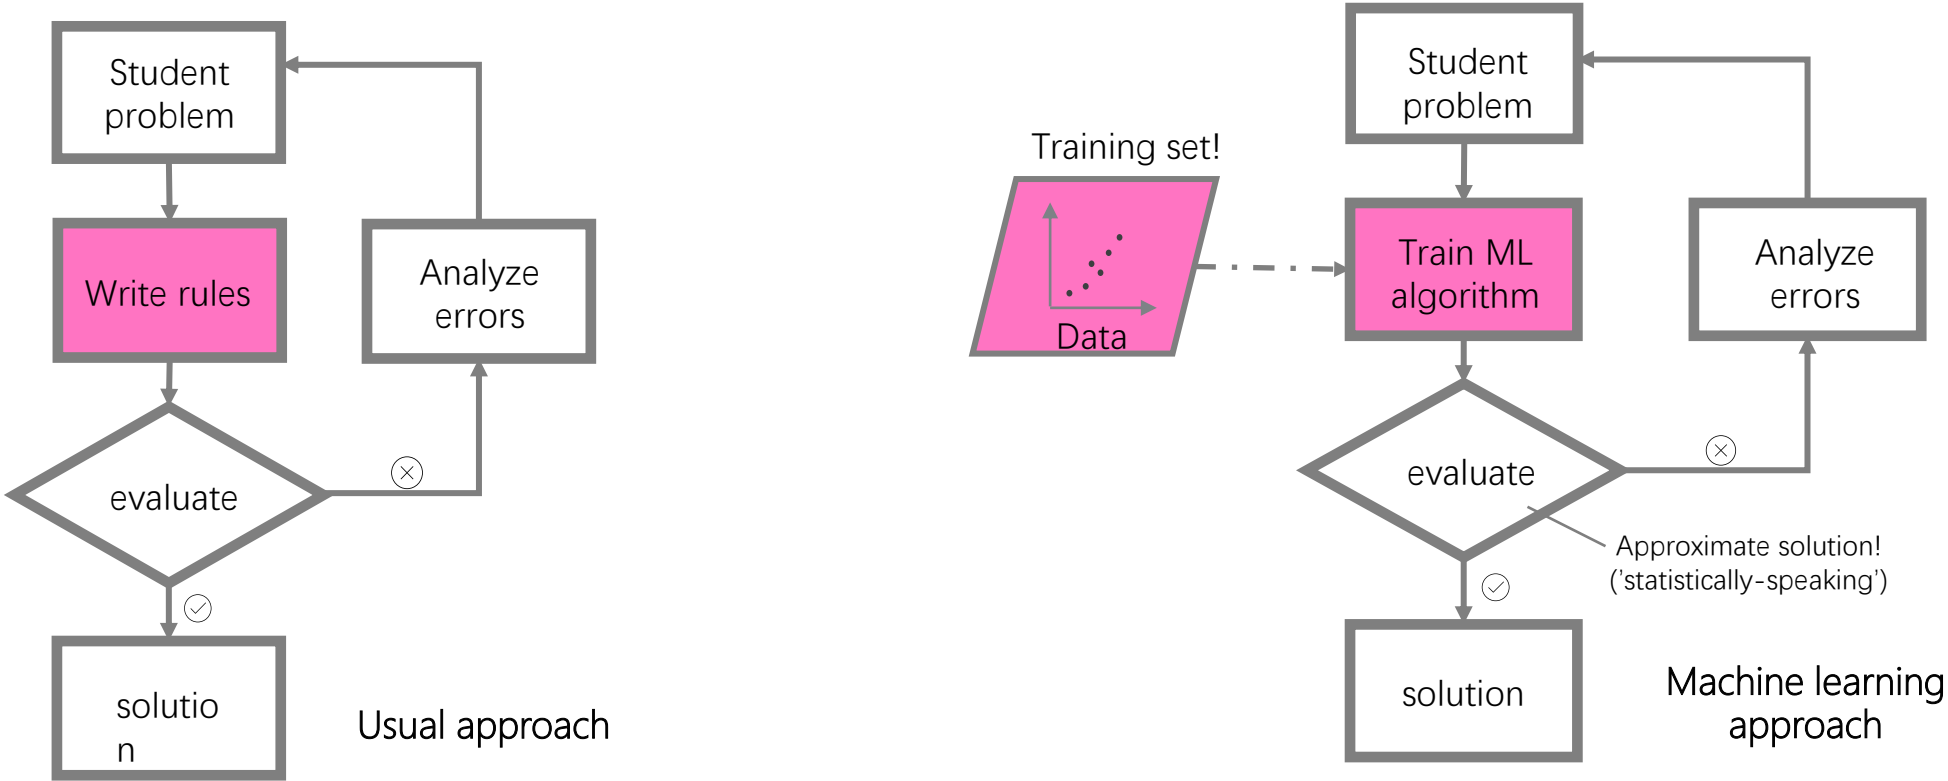 Student
problem
Write rules
Analyze
errors
evaluate
solutio
n
Usual approach
Student
problem
Training set!
Data
Train ML
algorithm
Analyze
errors
evaluate
Approximate solution!
('statistically-speaking')
solution
Machine learning
approach